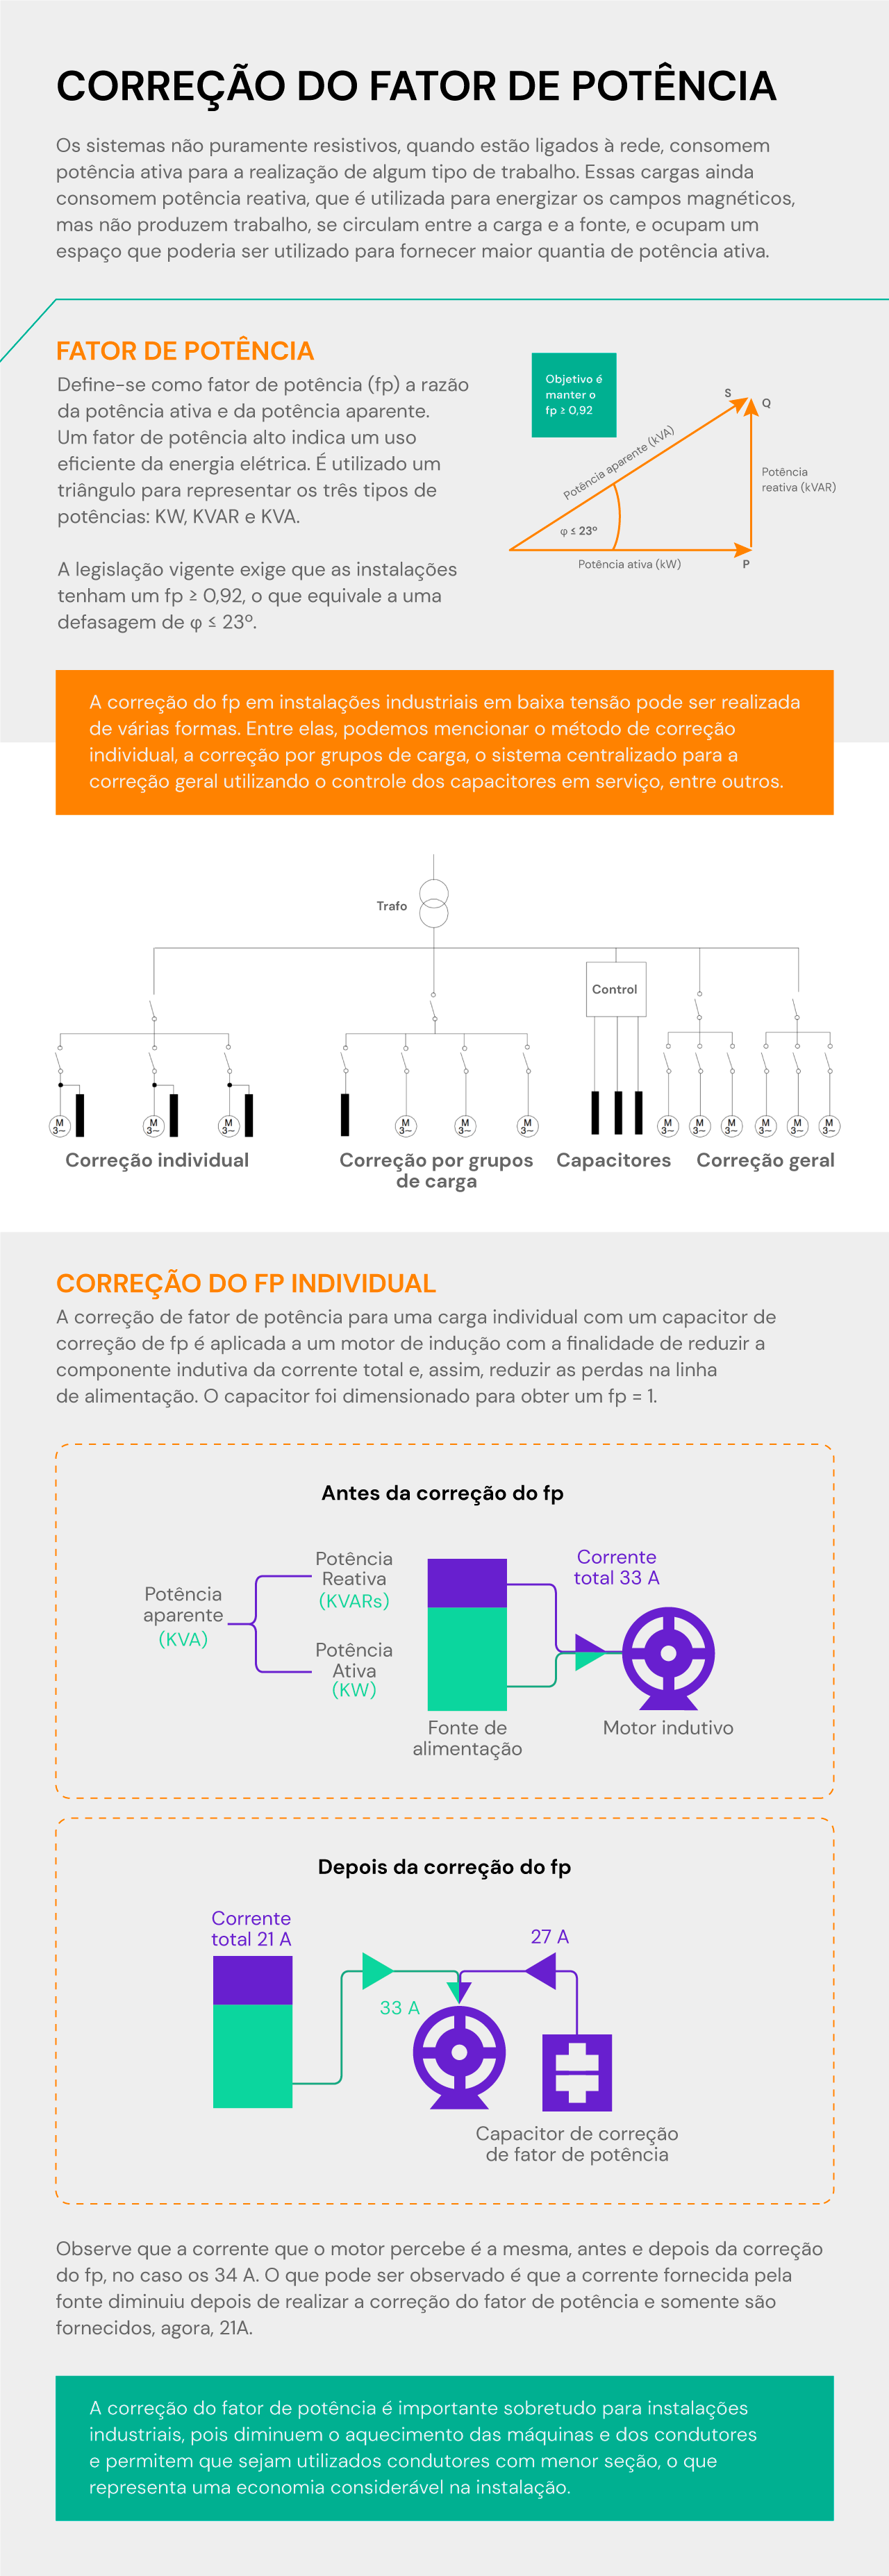 CORREÇÃO DO FATOR DE POTÊNCIA
Os sistemas não puramente resistivos, quando estão ligados à rede, consomem
potência ativa para a realização de algum tipo de trabalho. Essas cargas ainda
consomem potência reativa, que é utilizada para energizar os campos magnéticos,
mas não produzem trabalho, se circulam entre a carga e a fonte, e ocupam um
espaço que poderia ser utilizado para fornecer maior quantia de potência ativa.
FATOR DE POTÊNCIA
Define-se como fator de potência (fp) a razão
da potência ativa e da potência aparente.
Um fator de potência alto indica um uso
eficiente da energia elétrica. É utilizado um
triângulo para representar os três tipos de
potências: KW, KVAR e KVA.
A legislação vigente exige que as instalações
tenham um fp ≥ 0,92, o que equivale a uma
defasagem de φ ≤ 23º.
Objetivo é
manter o
fp ≥ 0,92
S
Q
Potência aparente (kVA)
Potência
reativa (kVAR)
φ ≤ 23º
Potência ativa (kW)
P
A correção do fp em instalações industriais em baixa tensão pode ser realizada
de várias formas. Entre elas, podemos mencionar o método de correção
individual, a correção por grupos de carga, o sistema centralizado para a
correção geral utilizando o controle dos capacitores em serviço, entre outros.
Trafo
Control
M
3~
M
3~
M
3~
M
3~
M
3~
M
3~
M
3~
M
3~
M
3~
M
3~
M
3~
M
3~
Correção individual
Correção por grupos
de carga
Capacitores
Correção geral
CORREÇÃO DO FP INDIVIDUAL
A correção de fator de potência para uma carga individual com um capacitor de
correção de fp é aplicada a um motor de indução com a finalidade de reduzir a
componente indutiva da corrente total e, assim, reduzir as perdas na linha
de alimentação. O capacitor foi dimensionado para obter um fp = 1.
Antes da correção do fp
Potência
aparente
(KVA)
Potência
Reativa
(KVARs)
Potência
Ativa
(KW)
Fonte de
alimentação
Corrente
total 33 A
Motor indutivo
Depois da correção do fp
Corrente
total 21 A
33 A
27 A
Capacitor de correção
de fator de potência
Observe que a corrente que o motor percebe é a mesma, antes e depois da correção
do fp, no caso os 34 A. O que pode ser observado é que a corrente fornecida pela
fonte diminuiu depois de realizar a correção do fator de potência e somente são
fornecidos, agora, 21A.
A correção do fator de potência é importante sobretudo para instalações
industriais, pois diminuem o aquecimento das máquinas e dos condutores
e permitem que sejam utilizados condutores com menor seção, o que
representa uma economia considerável na instalação.